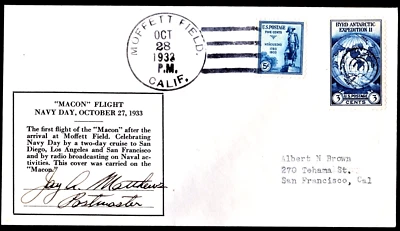 MOFFETT FIELD.
OCT
28
1933
P.M.
CALIF.
U.S. POSTAGE
5¢
BYRD ANTARCTIC
EXPEDITION II
U.S. POSTAGE
3 CENTS 3
"MACON" FLIGHT
NAVY DAY, OCTOBER 27, 1933
The first flight of the "Macon" after the
arrival at Moffett Field. Celebrating
Navy Day by a two-day cruise to San
Diego, Los Angeles and San Francisco
and by radio broadcasting on Naval ac-
tivities. This cover was carried on the
"Macon."
Jay A. Matthews
Postmaster
Albert N Brown
270 Tehama St.
San Francisco, Cal